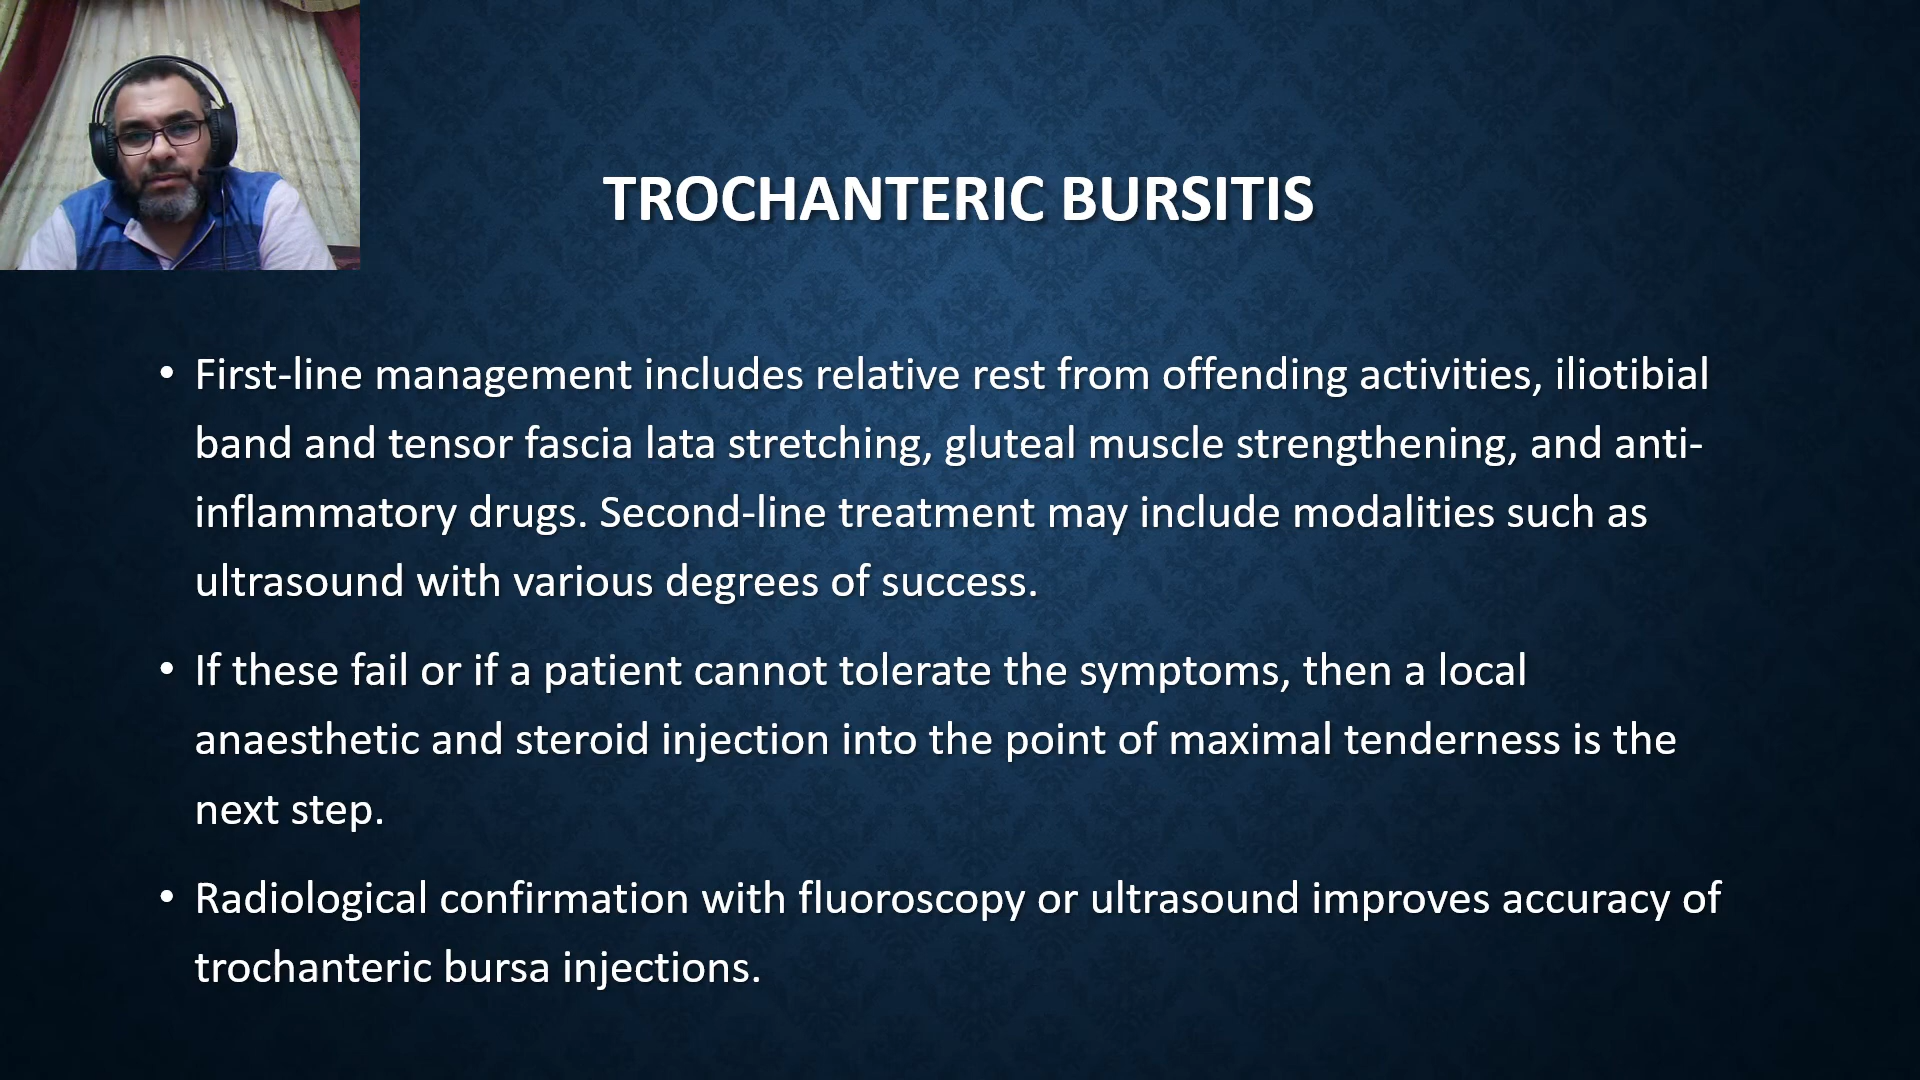 TROCHANTERIC BURSITIS
• First-line management includes relative rest from offending activities, iliotibial
band and tensor fascia lata stretching, gluteal muscle strengthening, and anti-
inflammatory drugs. Second-line treatment may include modalities such as
ultrasound with various degrees of success.
• If these fail or if a patient cannot tolerate the symptoms, then a local
anaesthetic and steroid injection into the point of maximal tenderness is the
next step.
• Radiological confirmation with fluoroscopy or ultrasound improves accuracy of
trochanteric bursa injections.